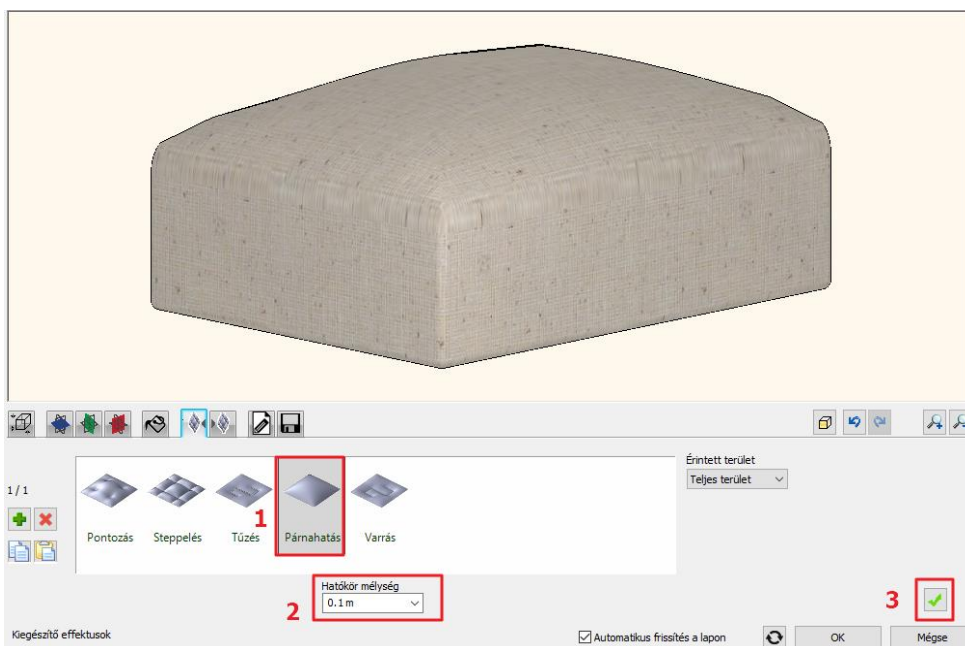 Érintett terület
Teljes terület
1 / 1
1
Pontozás
Steppelés
Tűzés
Párnahatás
Varrás
Hatókör mélység
2
0.1 m
3
Kiegészítő effektusok
Automatikus frissítés a lapon
OK
Mégse